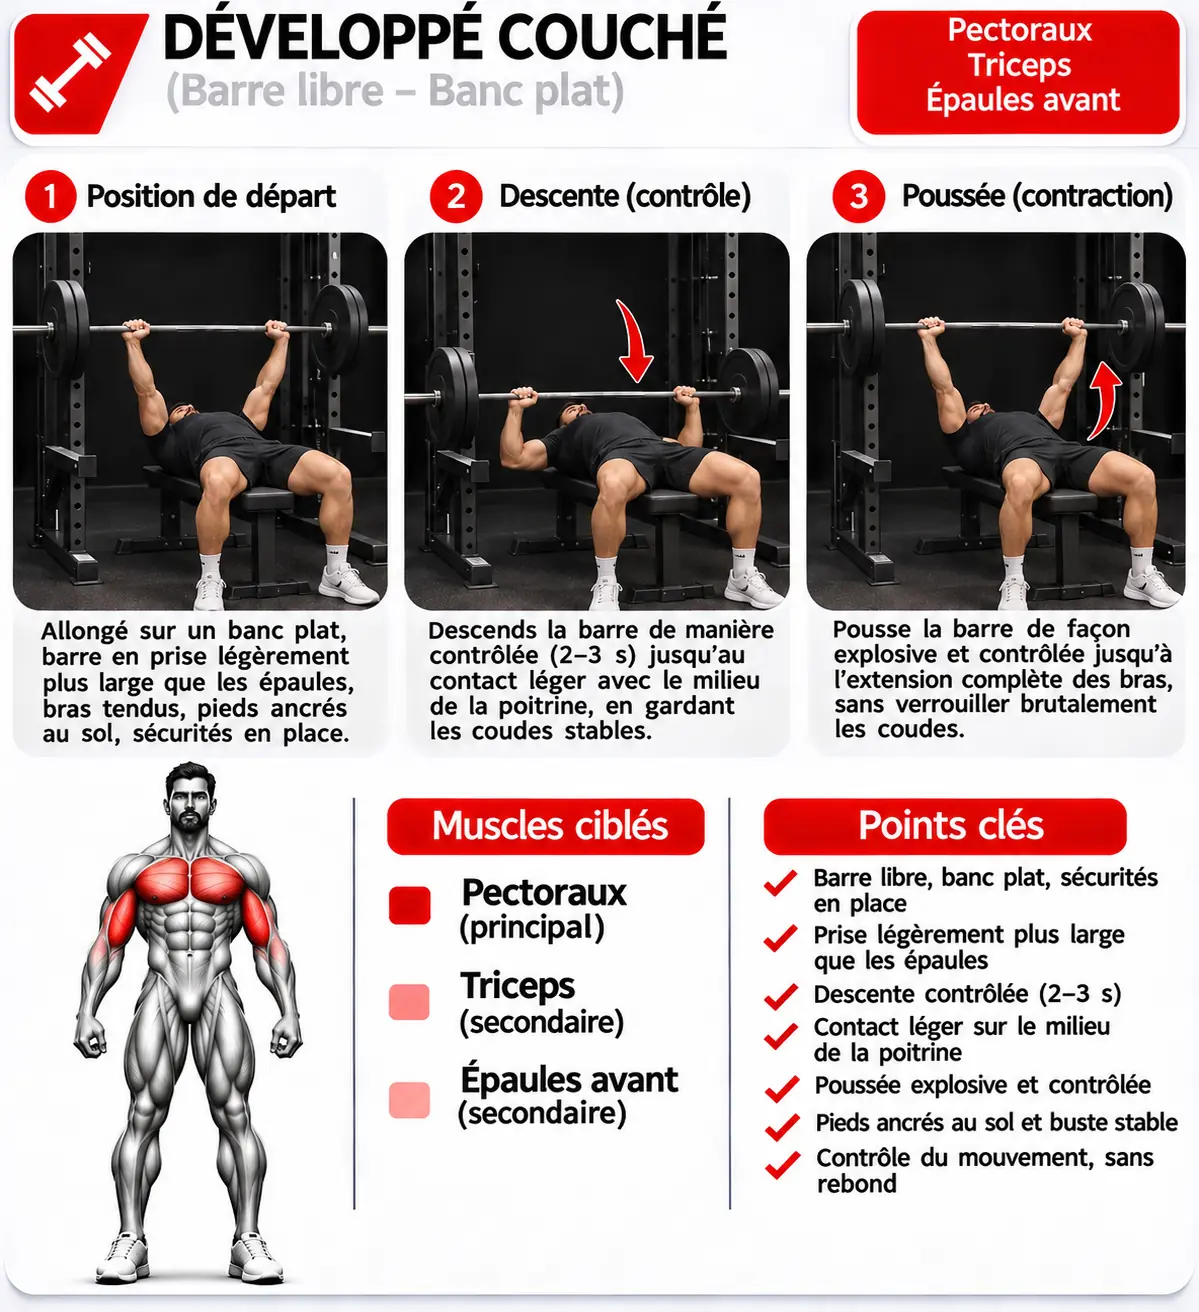 DÉVELOPPÉ COUCHÉ
(Barre libre – Banc plat)
Pectoraux
Triceps
Épaules avant
1 Position de départ
Allongé sur un banc plat,
barre en prise légèrement
plus large que les épaules,
bras tendus, pieds ancrés
au sol, sécurités en place.
2 Descente (contrôle)
Descends la barre de manière
contrôlée (2–3 s) jusqu'au
contact léger avec le milieu
de la poitrine, en gardant
les coudes stables.
3 Poussée (contraction)
Pousse la barre de façon
explosive et contrôlée jusqu'à
l'extension complète des bras,
sans verrouiller brutalement
les coudes.
Muscles ciblés
Pectoraux
(principal)
Triceps
(secondaire)
Épaules avant
(secondaire)
Points clés
Barre libre, banc plat, sécurités
en place
Prise légèrement plus large
que les épaules
Descente contrôlée (2–3 s)
Contact léger sur le milieu
de la poitrine
Poussée explosive et contrôlée
Pieds ancrés au sol et buste stable
Contrôle du mouvement, sans
rebond